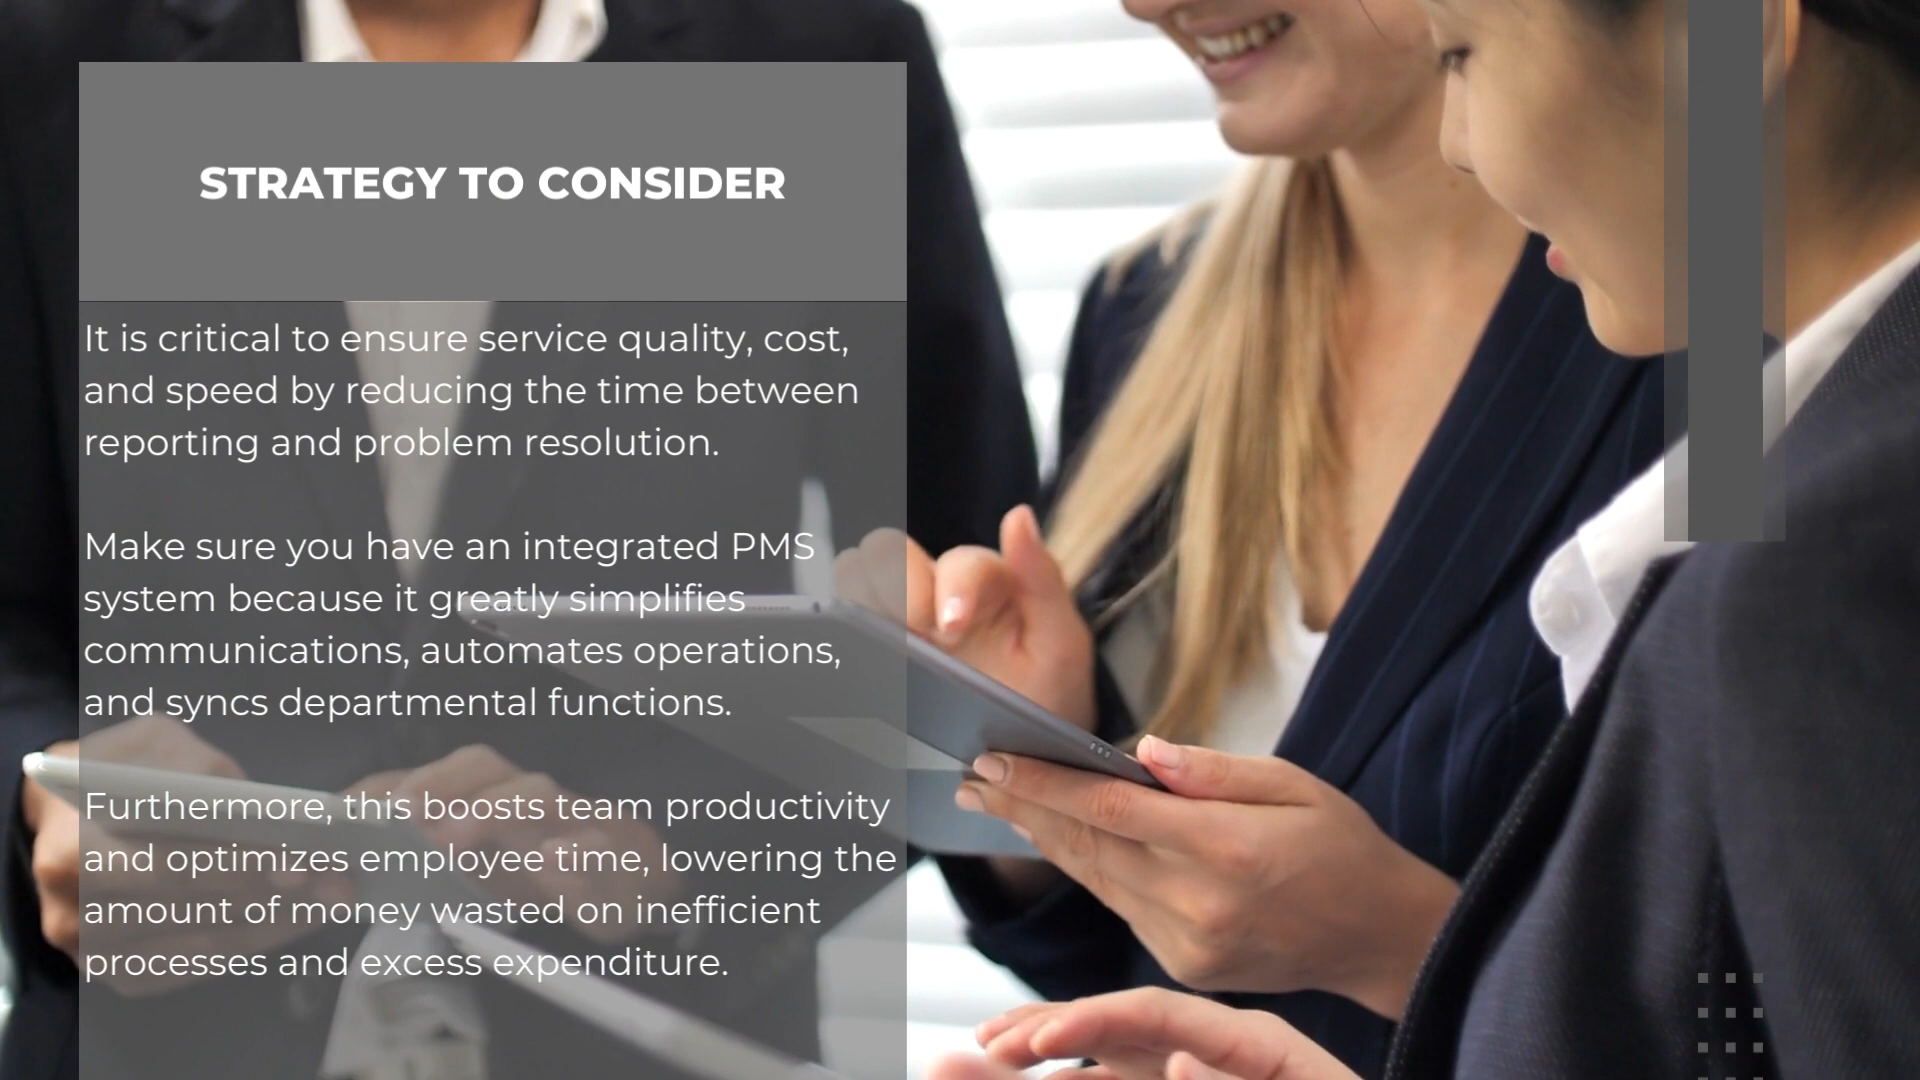 STRATEGY TO CONSIDER
It is critical to ensure service quality, cost,
and speed by reducing the time between
reporting and problem resolution.
Make sure you have an integrated PMS
system because it greatly simplifies
communications, automates operations,
and syncs departmental functions.
Furthermore, this boosts team productivity
and optimizes employee time, lowering the
amount of money wasted on inefficient
processes and excess expenditure.